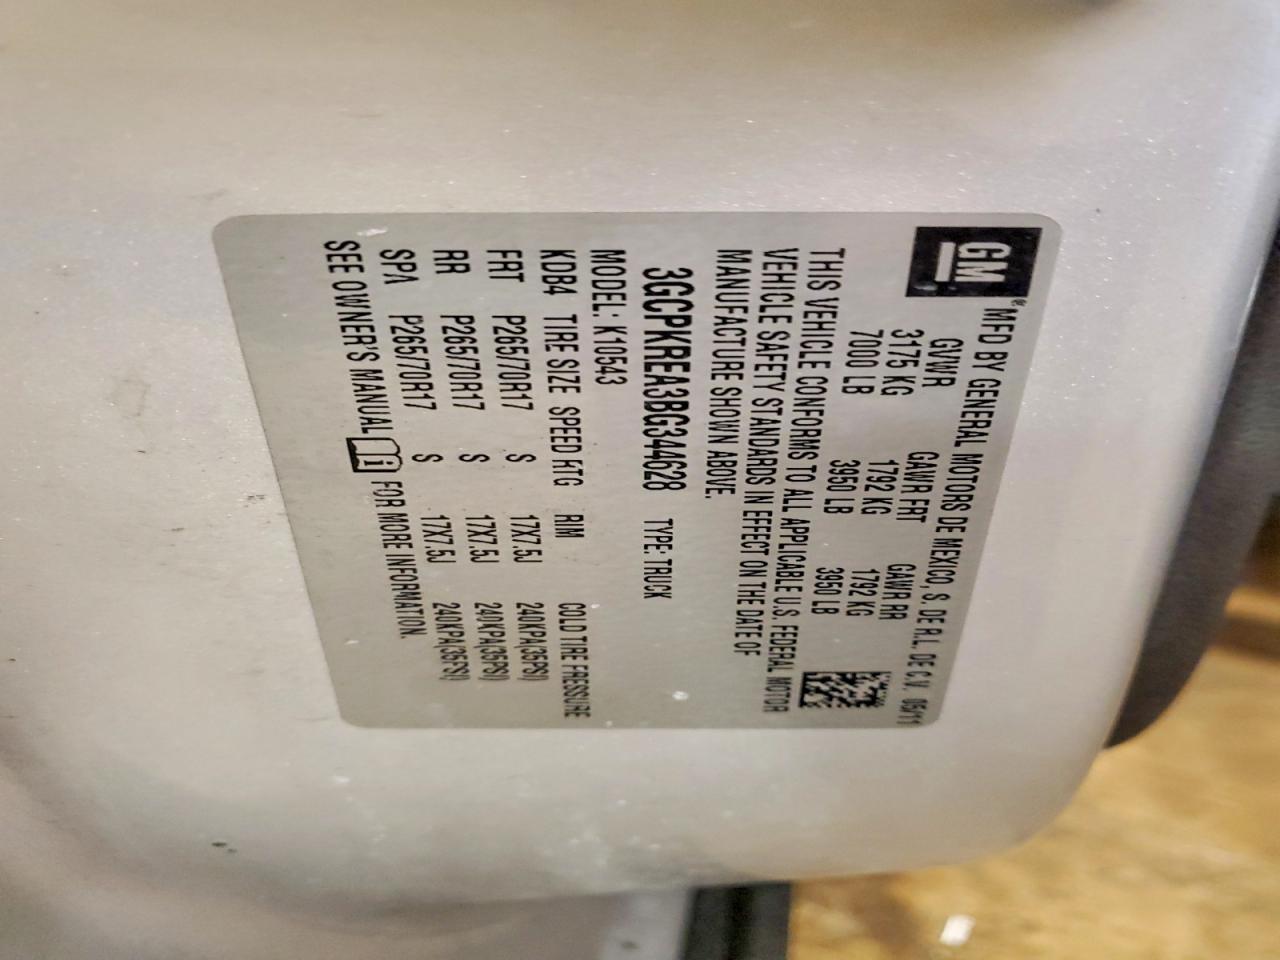 GM
® MFD BY GENERAL MOTORS DE MEXICO, S. DE R.L. DE C.V. 05/11
GVWR GAWR FRT GAWR RR
3175 KG 1792 KG 1792 KG
7000 LB 3950 LB 3950 LB
THIS VEHICLE CONFORMS TO ALL APPLICABLE U.S. FEDERAL MOTOR
VEHICLE SAFETY STANDARDS IN EFFECT ON THE DATE OF
MANUFACTURE SHOWN ABOVE.
3GCPKREA3BG344628 TYPE: TRUCK
MODEL: K10543
KDB4 TIRE SIZE SPEED RTG RIM COLD TIRE PRESSURE
FRT P265/70R17 S 17X7.5J 240KPA(35PSI)
RR P265/70R17 S 17X7.5J 240KPA(35PSI)
SPA P265/70R17 S 17X7.5J 240KPA(35PSI)
SEE OWNER'S MANUAL i FOR MORE INFORMATION.